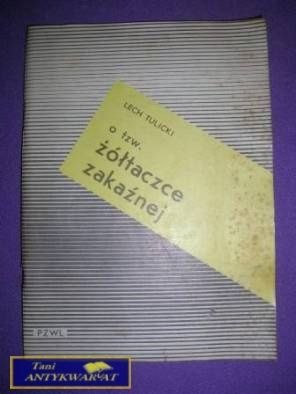 LECH TULICKI
o tzw.
żółtaczce
zakaźnej
PZWL
Tani
ANTYKWARIAT